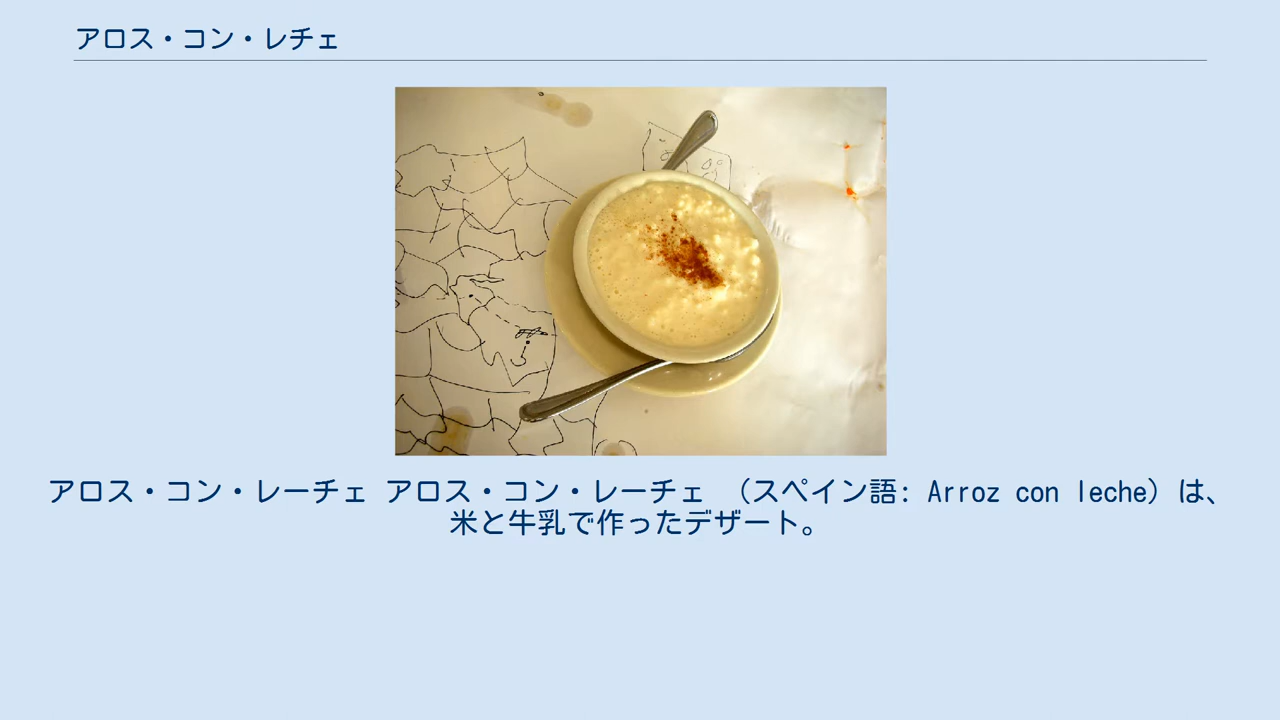 アロス・コン・レチェ
アロス・コン・レーチェ アロス・コン・レーチェ （スペイン語: Arroz con leche）は、
米と牛乳で作ったデザート。